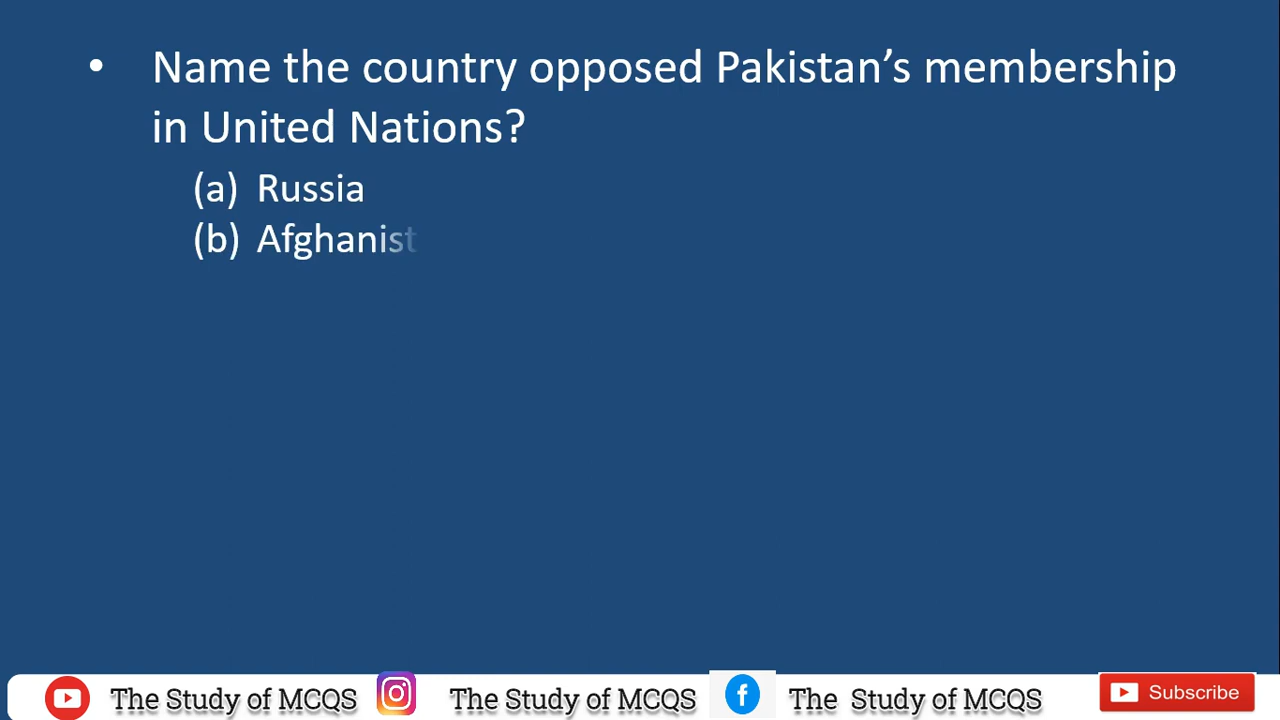 • Name the country opposed Pakistan’s membership
in United Nations?
(a) Russia
(b) Afghanist
The Study of MCQS The Study of MCQS The Study of MCQS Subscribe